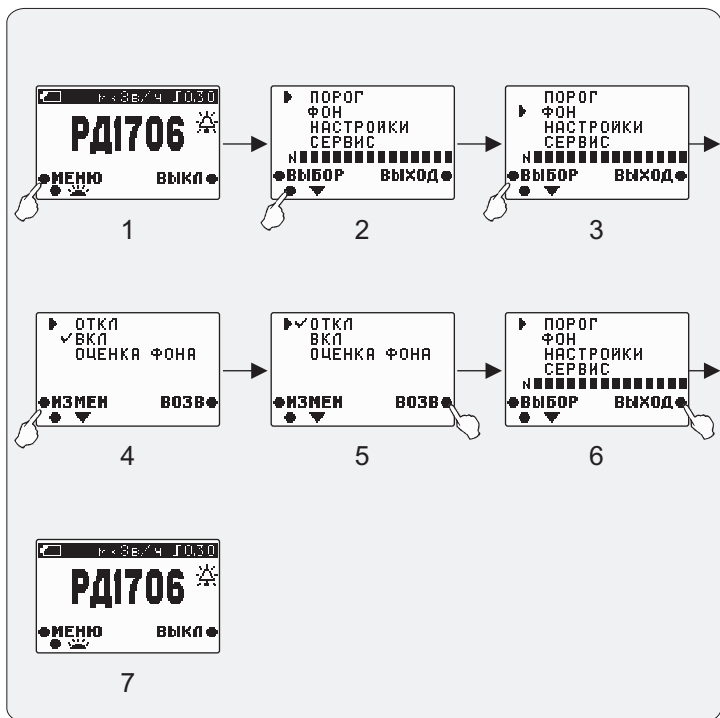 мкЗв/ч 0.30
РД1706
МЕНЮ ВЫКЛ
1
ПОРОГ
ФОН
НАСТРОЙКИ
СЕРВИС
N
ВЫБОР ВЫХОД
2
ПОРОГ
ФОН
НАСТРОЙКИ
СЕРВИС
N
ВЫБОР ВЫХОД
3
ОТКЛ
ВКЛ
ОЦЕНКА ФОНА
ИЗМЕН ВОЗВ
4
ОТКЛ
ВКЛ
ОЦЕНКА ФОНА
ИЗМЕН ВОЗВ
5
ПОРОГ
ФОН
НАСТРОЙКИ
СЕРВИС
N
ВЫБОР ВЫХОД
6
мкЗв/ч 0.30
РД1706
МЕНЮ ВЫКЛ
7